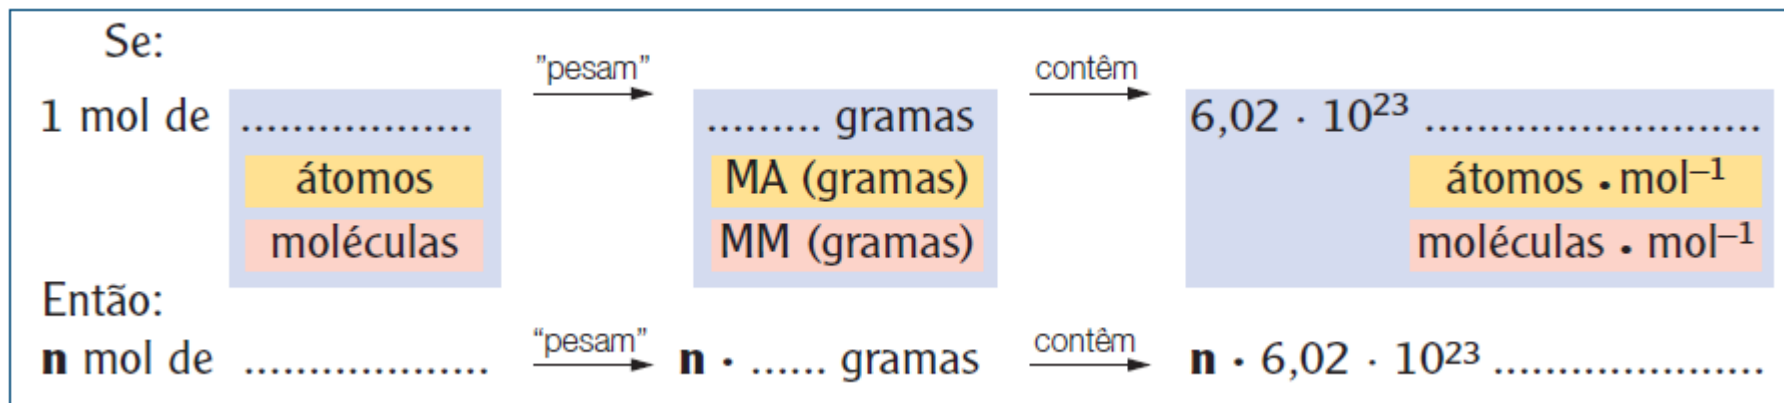 Se:
"pesam" contêm
1 mol de .................. ......... gramas 6,02 · 10²³ ..........................
átomos MA (gramas) átomos • mol⁻¹
moléculas MM (gramas) moléculas • mol⁻¹
Então:
"pesam" contêm
n mol de ................... n · ...... gramas n · 6,02 · 10²³ .....................